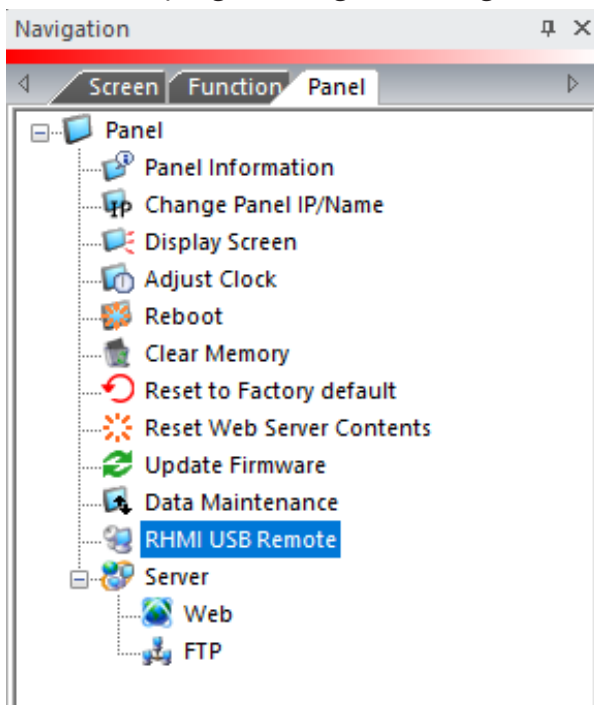 Navigation
Screen Function Panel
Panel
Panel Information
IP Change Panel IP/Name
Display Screen
Adjust Clock
Reboot
Clear Memory
Reset to Factory default
Reset Web Server Contents
Update Firmware
Data Maintenance
RHMI USB Remote
Server
Web
FTP